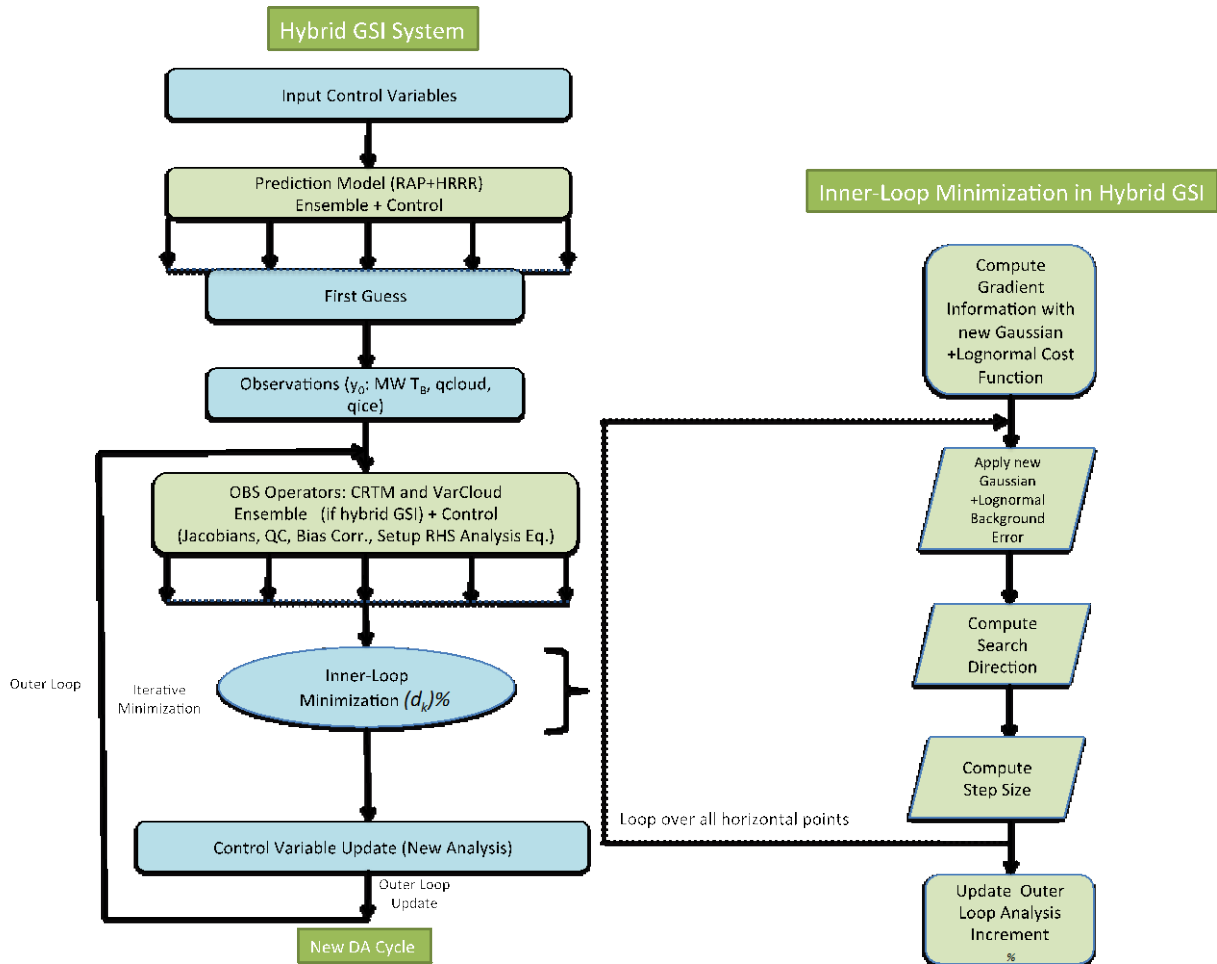 Hybrid GSI System
Input Control Variables
Prediction Model (RAP+HRRR)
Ensemble + Control
First Guess
Observations (y0: MW TB, qcloud,
qice)
OBS Operators: CRTM and VarCloud
Ensemble (if hybrid GSI) + Control
(Jacobians, QC, Bias Corr., Setup RHS Analysis Eq.)
Outer Loop
Iterative
Minimization
Inner-Loop
Minimization (dk)%
Control Variable Update (New Analysis)
Outer Loop
Update
New DA Cycle
Inner-Loop Minimization in Hybrid GSI
Compute
Gradient
Information with
new Gaussian
+Lognormal Cost
Function
Apply new
Gaussian
+Lognormal
Background
Error
Compute
Search
Direction
Compute
Step Size
Loop over all horizontal points
Update Outer
Loop Analysis
Increment
%